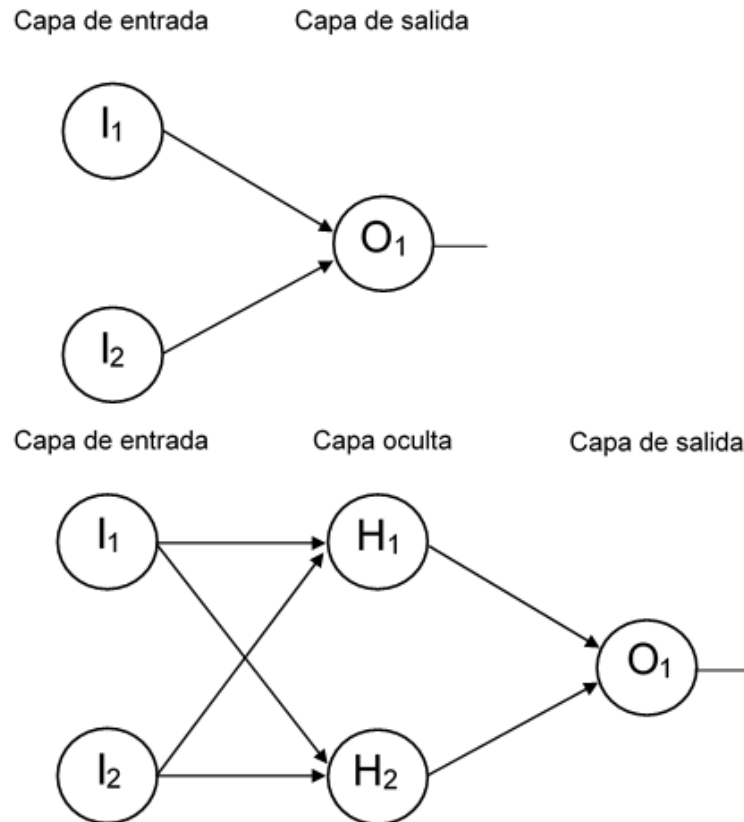 Capa de entrada Capa de salida
I₁
O₁
I₂
Capa de entrada Capa oculta Capa de salida
I₁ H₁
O₁
I₂ H₂